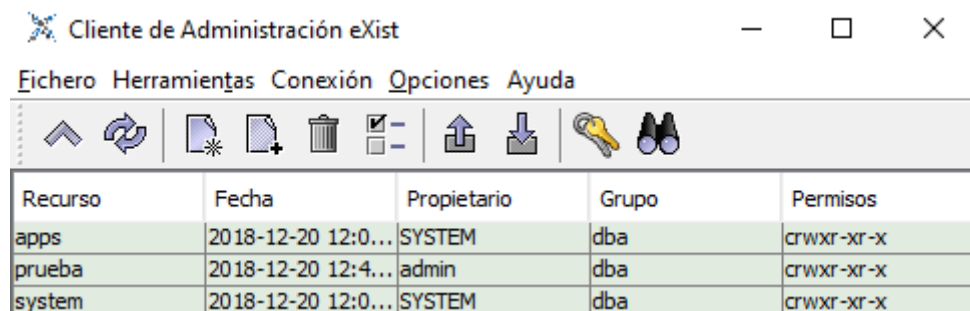 Cliente de Administración eXist
Fichero Herramientas Conexión Opciones Ayuda
Recurso Fecha Propietario Grupo Permisos
apps 2018-12-20 12:0... SYSTEM dba crwxr-xr-x
prueba 2018-12-20 12:4... admin dba crwxr-xr-x
system 2018-12-20 12:0... SYSTEM dba crwxr-xr-x